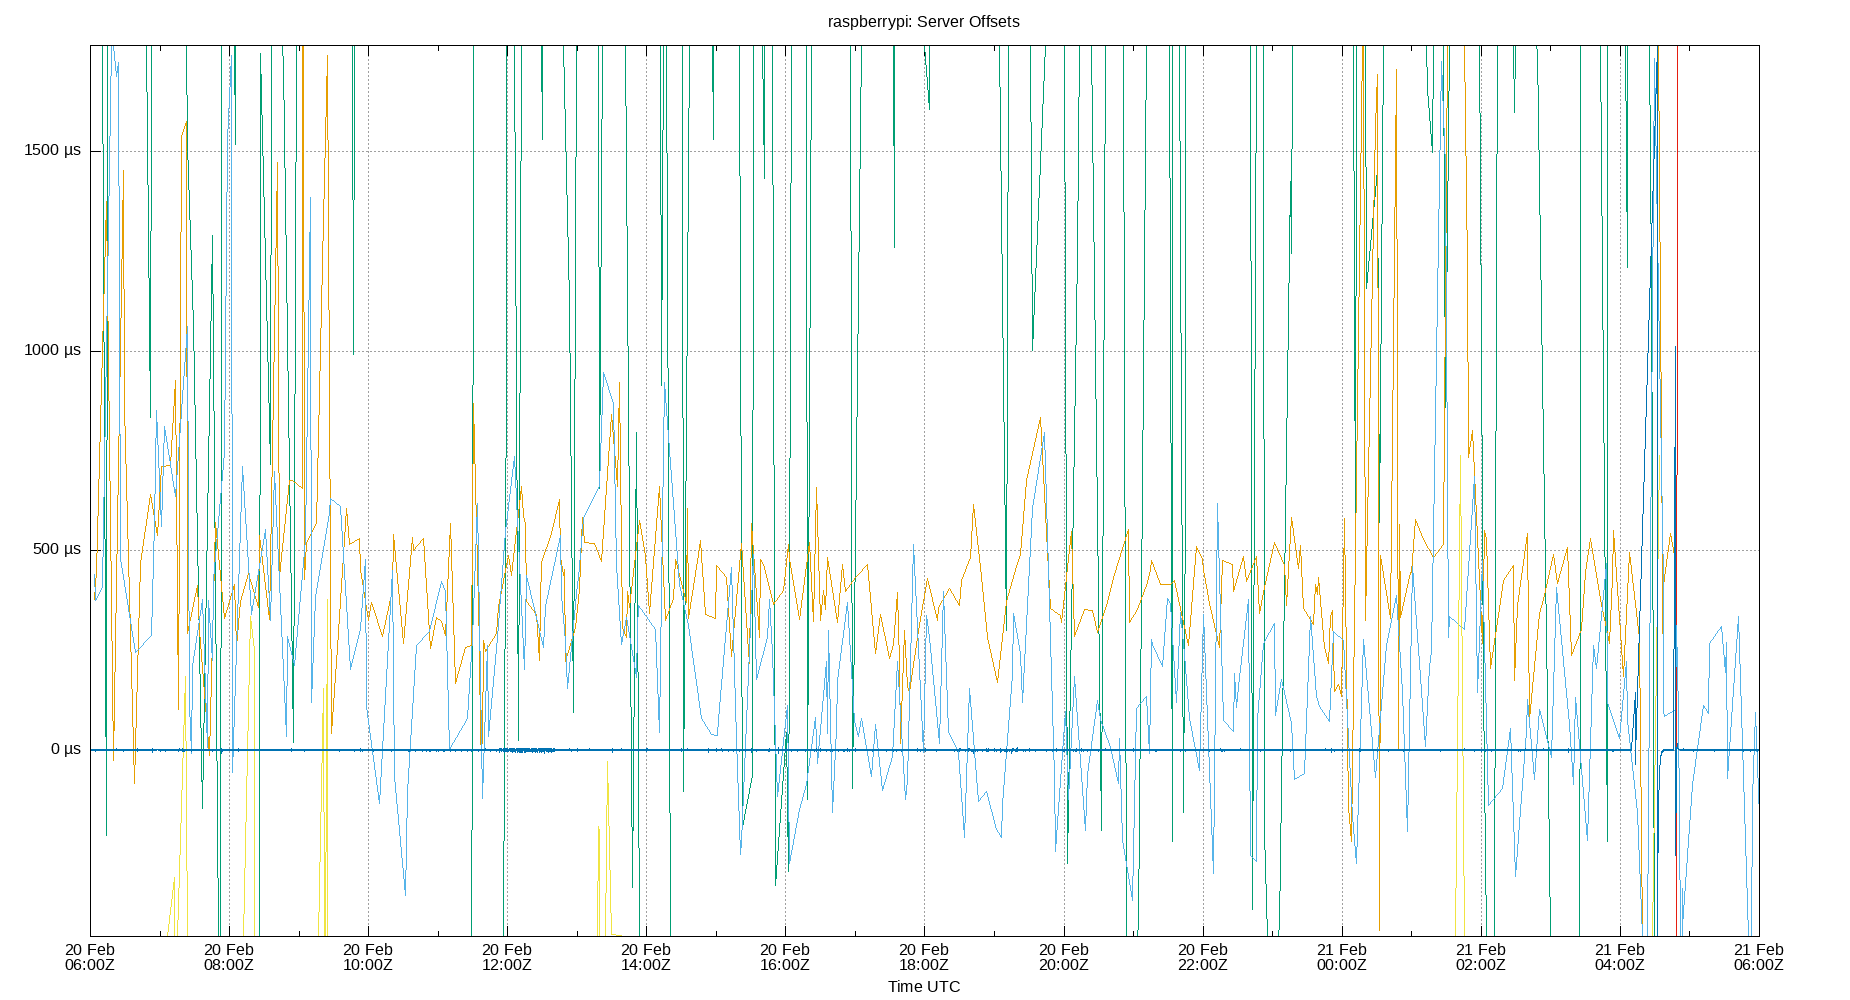 raspberrypi: Server Offsets
1500 µs
1000 µs
500 µs
0 µs
20 Feb 20 Feb 20 Feb 20 Feb 20 Feb 20 Feb 20 Feb 20 Feb 20 Feb 21 Feb 21 Feb 21 Feb 21 Feb
06:00Z 08:00Z 10:00Z 12:00Z 14:00Z 16:00Z 18:00Z 20:00Z 22:00Z 00:00Z 02:00Z 04:00Z 06:00Z
Time UTC